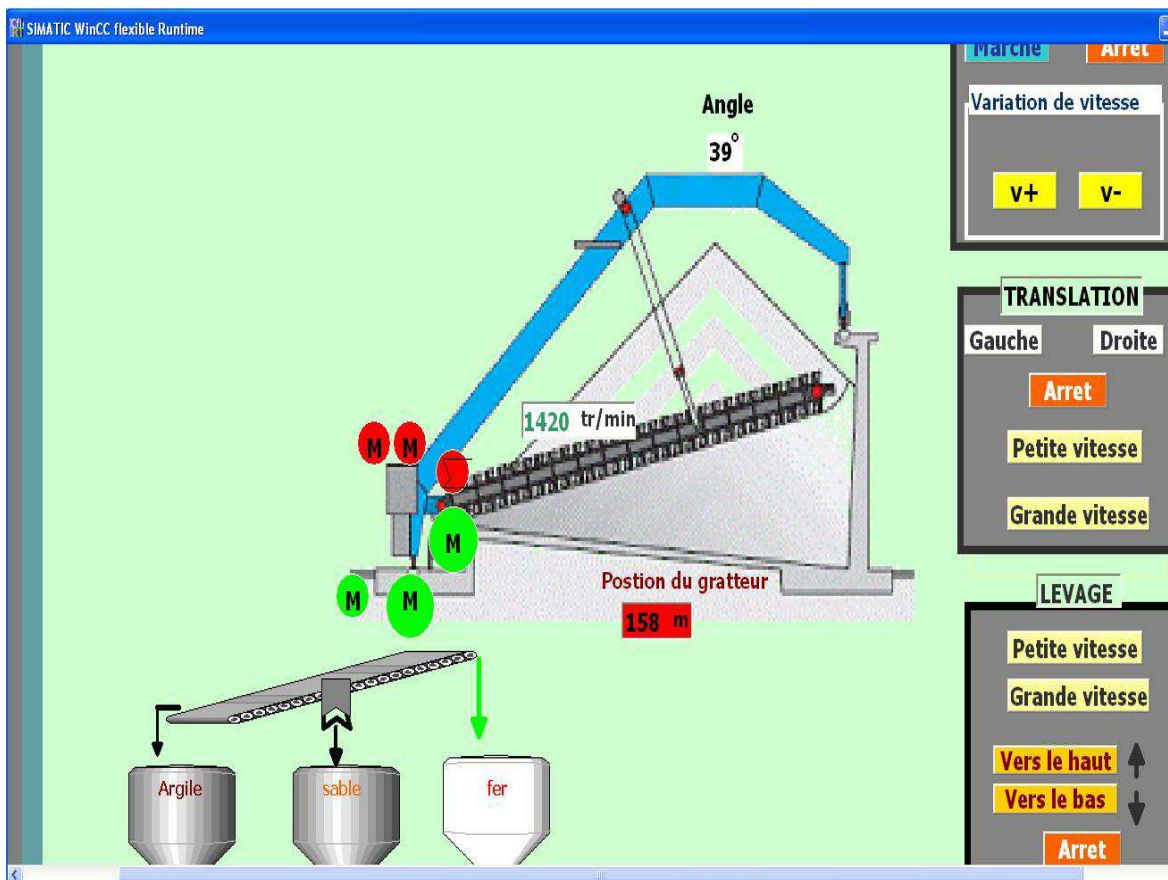 SIMATIC WinCC flexible Runtime
Marche
Arret
Variation de vitesse
v+
v-
Angle
39°
TRANSLATION
Gauche
Droite
Arret
Petite vitesse
Grande vitesse
1420 tr/min
M
M
M
M
M
Postion du gratteur
158 m
LEVAGE
Petite vitesse
Grande vitesse
Vers le haut
Vers le bas
Arret
Argile
sable
fer